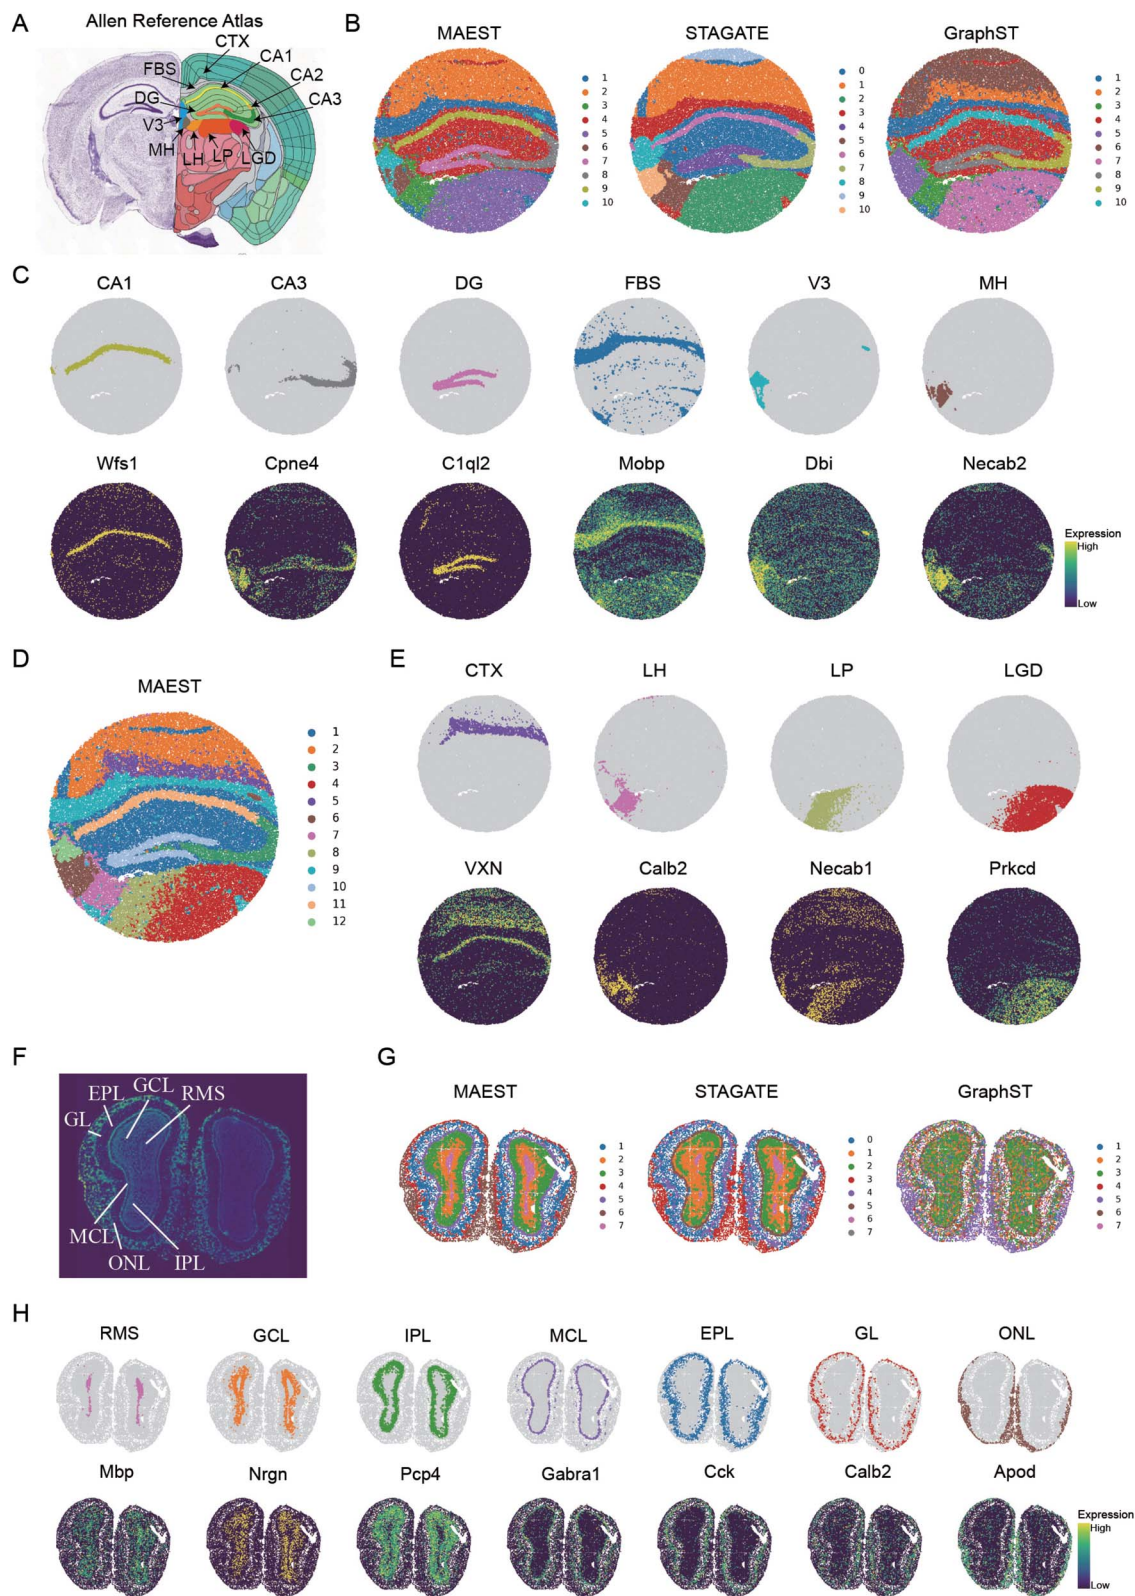 A
Allen Reference Atlas
CTX
CA1
FBS
CA2
DG
CA3
V3
MH
LH
LP
LGD
B
MAEST
STAGATE
GraphST
1
2
3
4
5
6
7
8
9
10
0
1
2
3
4
5
6
7
8
9
10
1
2
3
4
5
6
7
8
9
10
C
CA1
CA3
DG
FBS
V3
MH
Wfs1
Cpne4
C1ql2
Mobp
Dbi
Necab2
Expression
High
Low
D
MAEST
1
2
3
4
5
6
7
8
9
10
11
12
E
CTX
LH
LP
LGD
VXN
Calb2
Necab1
Prkcd
F
GCL
EPL
RMS
GL
MCL
ONL
IPL
G
MAEST
STAGATE
GraphST
1
2
3
4
5
6
7
0
1
2
3
4
5
6
7
1
2
3
4
5
6
7
H
RMS
GCL
IPL
MCL
EPL
GL
ONL
Mbp
Nrgn
Pcp4
Gabra1
Cck
Calb2
Apod
Expression
High
Low